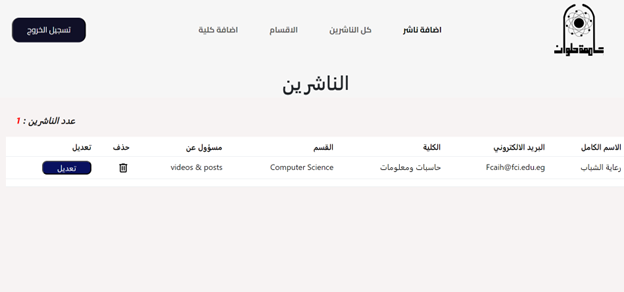 جامعة حلوان
اضافة ناشر كل الناشرين الاقسام اضافة كلية تسجيل الخروج
الناشرين
عدد الناشرين : 1
الاسم الكامل البريد الالكتروني الكلية القسم مسؤول عن حذف تعديل
رعاية الشباب Fcaih@fci.edu.eg حاسبات ومعلومات Computer Science videos & posts تعديل